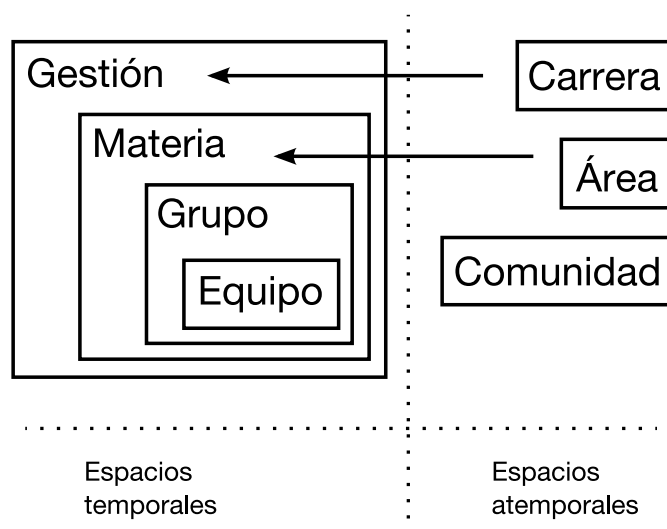 Gestión
Carrera
Materia
Área
Grupo
Comunidad
Equipo
Espacios
temporales
Espacios
atemporales